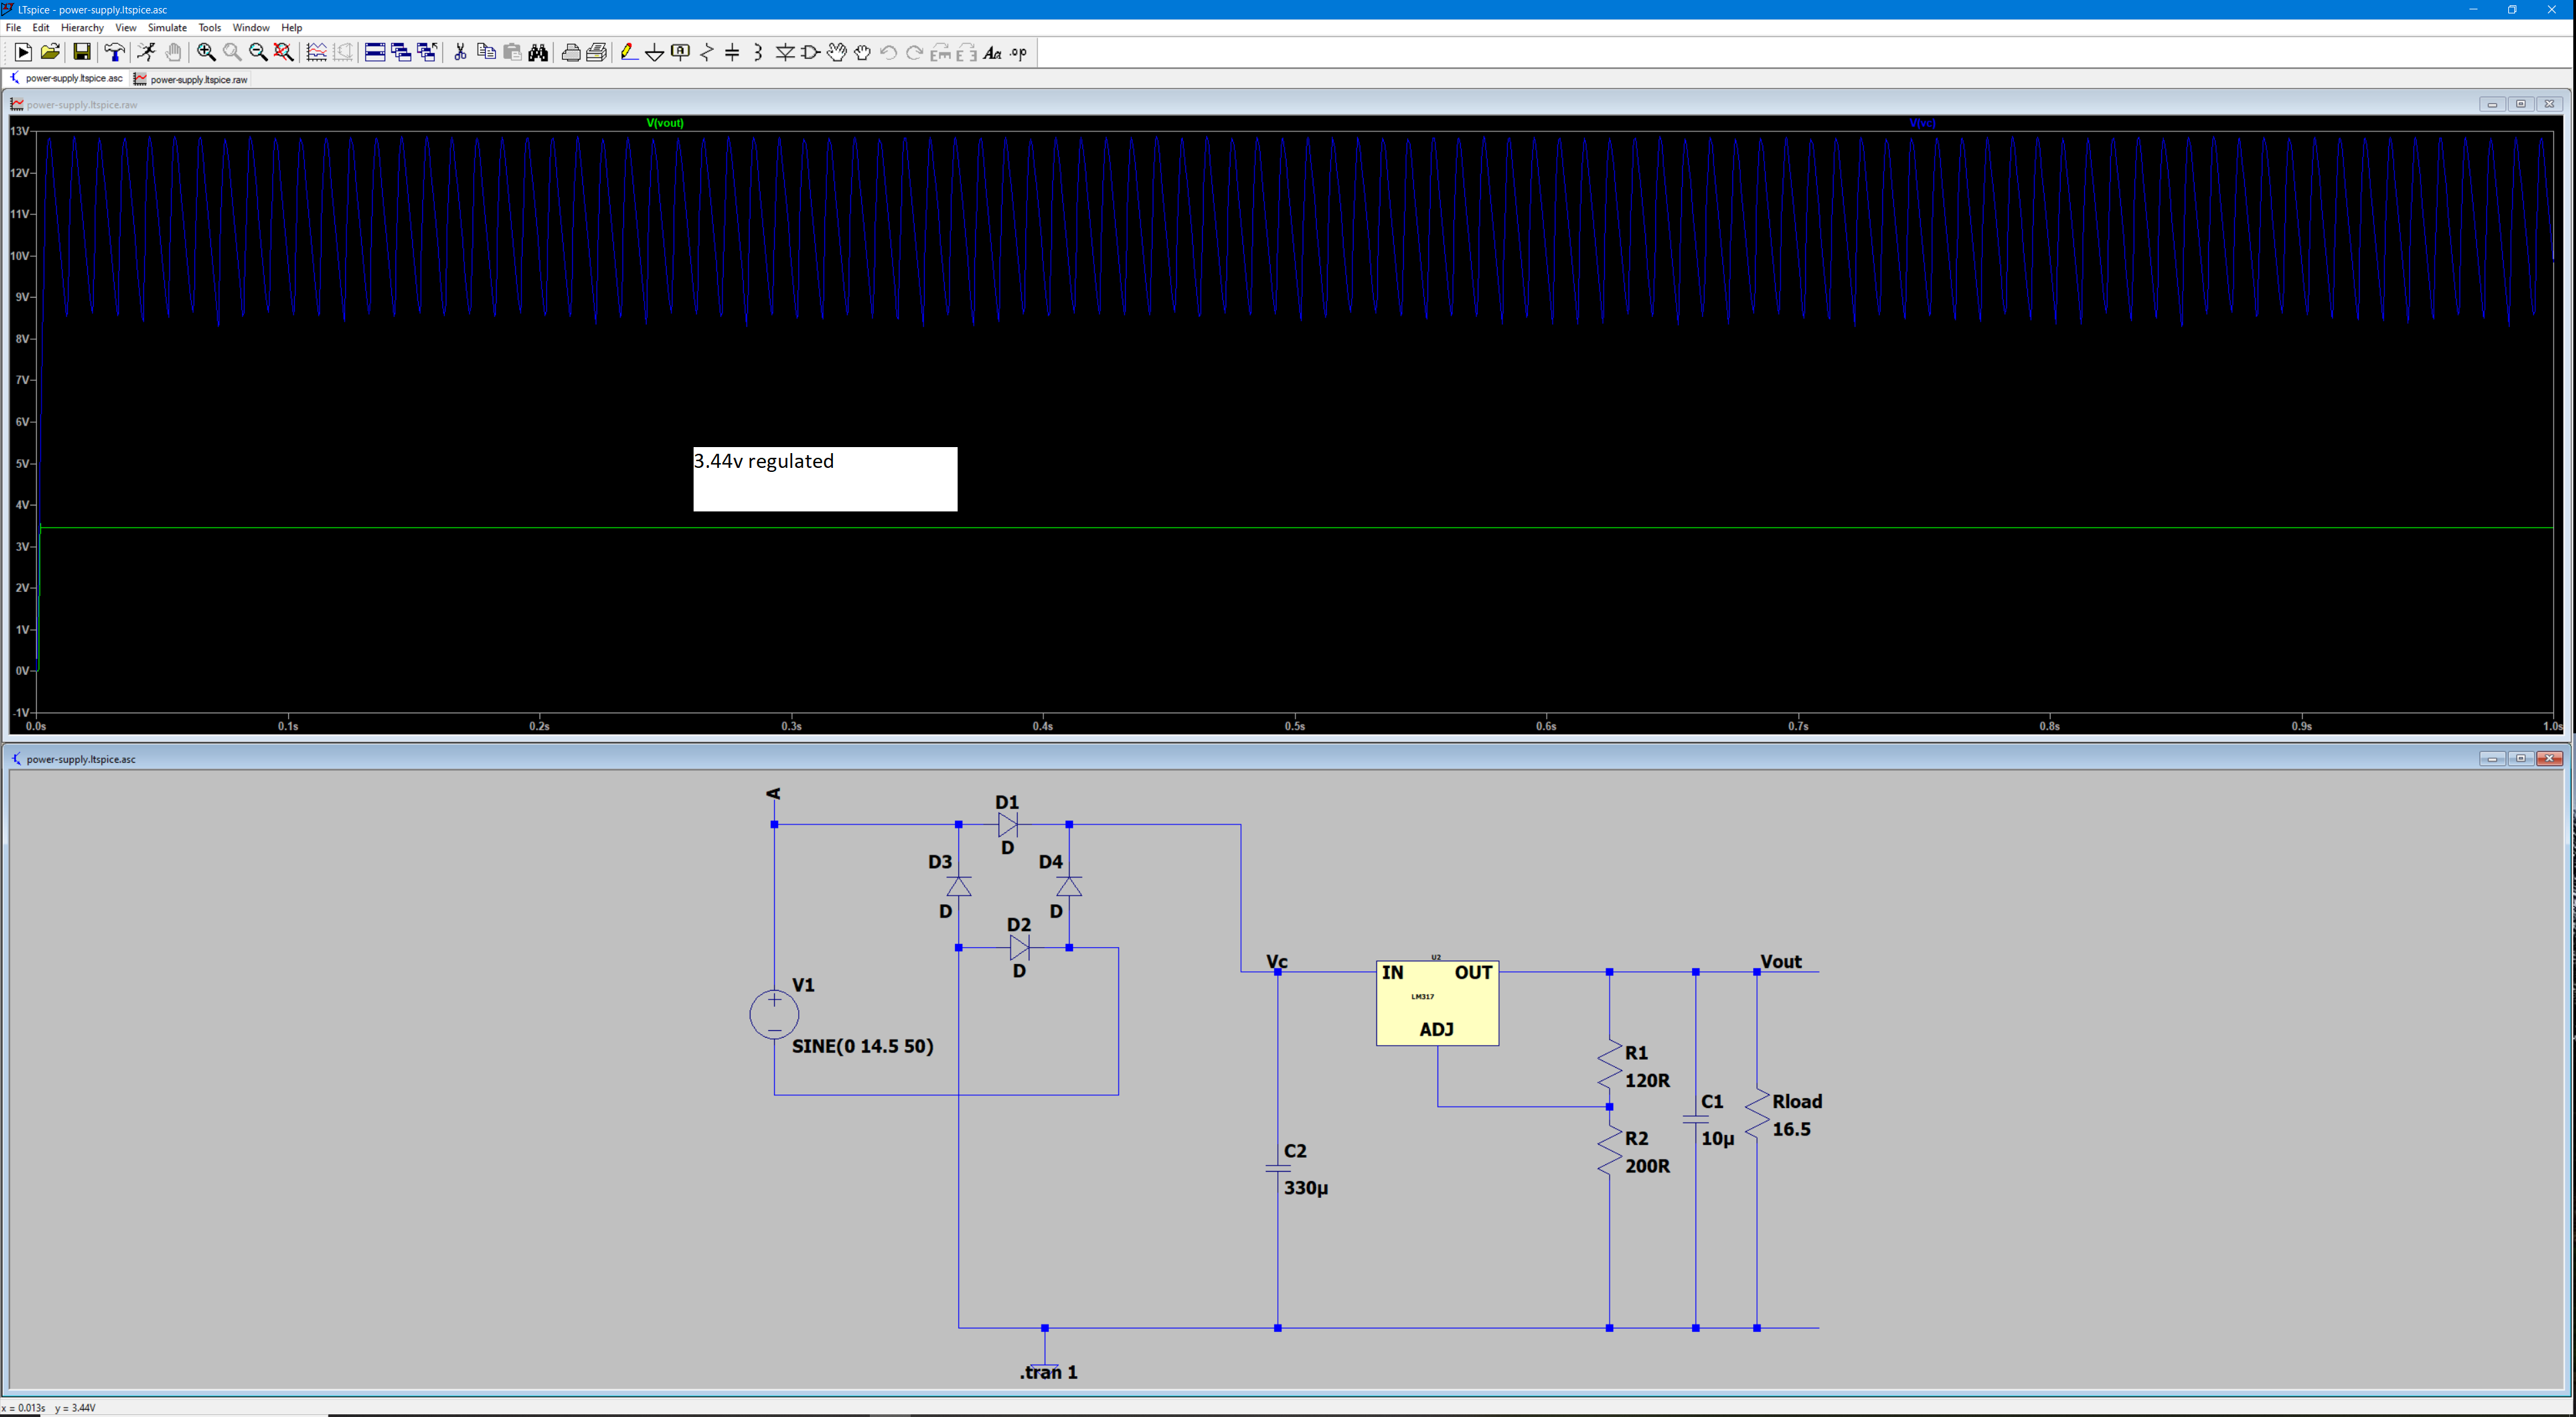 LTspice - power-supply.ltspice.asc
File Edit Hierarchy View Simulate Tools Window Help
power-supply.ltspice.asc power-supply.ltspice.raw
power-supply.ltspice.raw
V(vout) V(vc)
13V
12V
11V
10V
9V
8V
7V
6V
5V
4V
3V
2V
1V
0V
-1V
3.44v regulated
0.0s 0.1s 0.2s 0.3s 0.4s 0.5s 0.6s 0.7s 0.8s 0.9s 1.0s
power-supply.ltspice.asc
A
D1
D
D3
D
D4
D
D2
D
V1
SINE(0 14.5 50)
Vc
U2
IN OUT
LM317
ADJ
Vout
R1
120R
R2
200R
C1
10µ
Rload
16.5
C2
330µ
.tran 1
x = 0.013s y = 3.44V